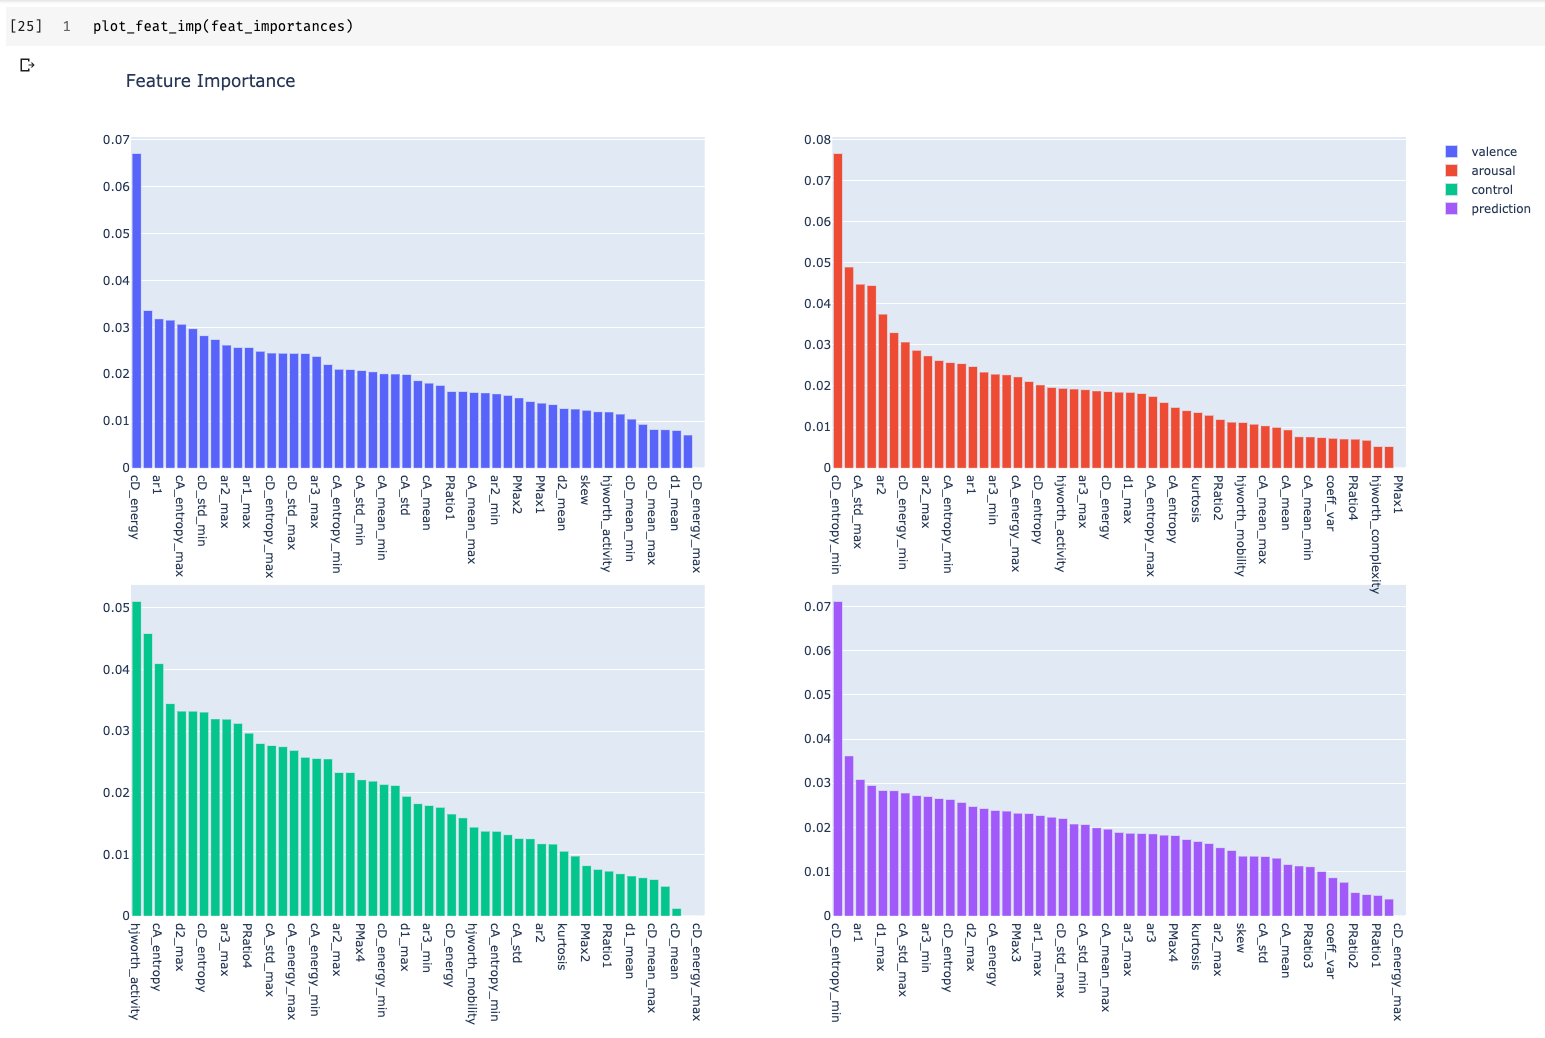 [25] 1 plot_feat_imp(feat_importances)
Feature Importance
0.07
0.06
0.05
0.04
0.03
0.02
0.01
0
cD_energy
ar1
cA_entropy_max
cD_std_min
ar2_max
ar1_max
cD_entropy_max
cD_std_max
ar3_max
cA_entropy_min
cA_std_min
cA_mean_min
cA_std
cA_mean
PRatio1
cA_mean_max
ar2_min
PMax2
PMax1
d2_mean
skew
hjworth_activity
cD_mean_min
cD_mean_max
d1_mean
cD_energy_max
0.08
0.07
0.06
0.05
0.04
0.03
0.02
0.01
0
cD_entropy_min
cA_std_max
ar2
cD_energy_min
ar2_max
cA_entropy_min
ar1
ar3_min
cA_energy_max
cD_entropy
hjworth_activity
ar3_max
cD_energy
d1_max
cA_entropy_max
cA_entropy
kurtosis
PRatio2
hjworth_mobility
cA_mean_max
cA_mean
cA_mean_min
coeff_var
PRatio4
hjworth_complexity
PMax1
valence
arousal
control
prediction
0.05
0.04
0.03
0.02
0.01
0
hjworth_activity
cA_entropy
d2_max
cD_entropy
ar3_max
PRatio4
cA_std_max
cA_energy_max
cA_energy_min
ar2_max
PMax4
cD_energy_min
d1_max
ar3_min
cD_energy
hjworth_mobility
cA_entropy_min
cA_std
ar2
kurtosis
PMax2
PRatio1
d1_mean
cD_mean_max
cD_mean
cD_energy_max
0.07
0.06
0.05
0.04
0.03
0.02
0.01
0
cD_entropy_min
ar1
d1_max
cA_std_max
ar3_min
cD_entropy
d2_max
cA_energy
PMax3
ar1_max
cD_std_max
cA_std_min
cA_mean_max
ar3_max
ar3
PMax4
kurtosis
ar2_max
skew
cA_std
cA_mean
PRatio3
coeff_var
PRatio2
PRatio1
cD_energy_max